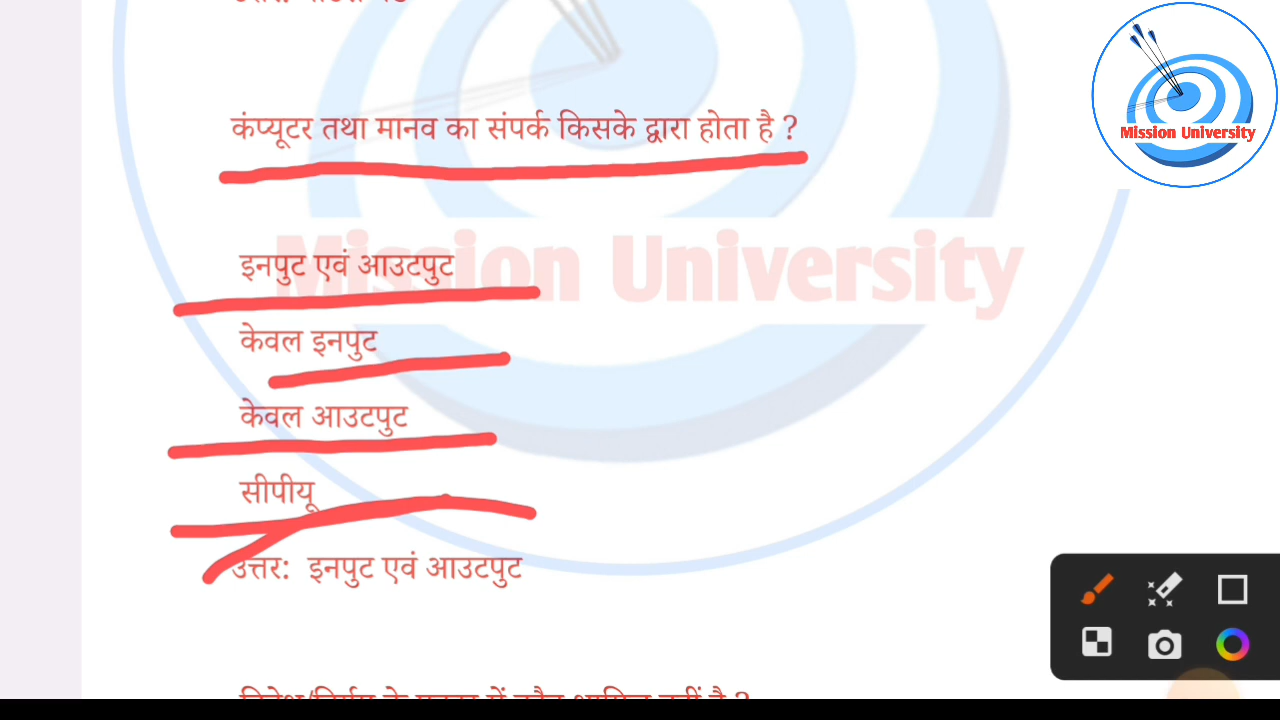 Mission University
कंप्यूटर तथा मानव का संपर्क किसके द्वारा होता है ?
Mission University
इनपुट एवं आउटपुट
केवल इनपुट
केवल आउटपुट
सीपीयू
उत्तर: इनपुट एवं आउटपुट